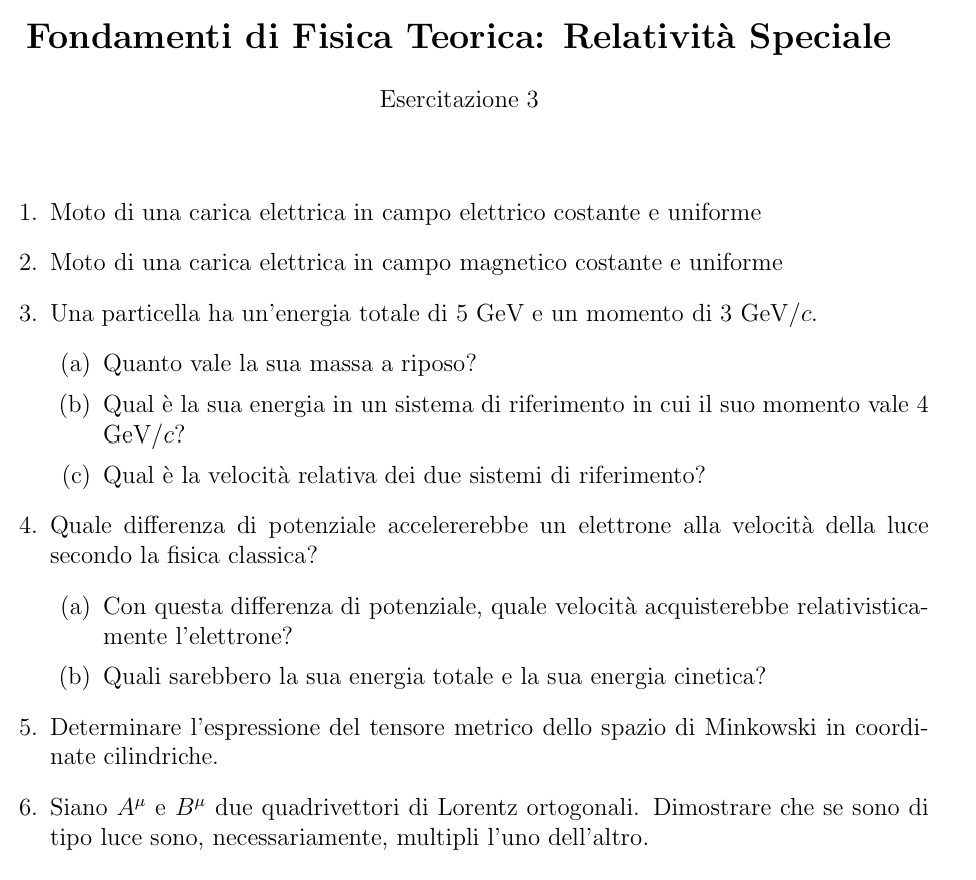 Fondamenti di Fisica Teorica: Relatività Speciale
Esercitazione 3
1. Moto di una carica elettrica in campo elettrico costante e uniforme
2. Moto di una carica elettrica in campo magnetico costante e uniforme
3. Una particella ha un'energia totale di 5 GeV e un momento di 3 GeV/c.
(a) Quanto vale la sua massa a riposo?
(b) Qual è la sua energia in un sistema di riferimento in cui il suo momento vale 4
GeV/c?
(c) Qual è la velocità relativa dei due sistemi di riferimento?
4. Quale differenza di potenziale accelererebbe un elettrone alla velocità della luce
secondo la fisica classica?
(a) Con questa differenza di potenziale, quale velocità acquisterebbe relativistica-
mente l'elettrone?
(b) Quali sarebbero la sua energia totale e la sua energia cinetica?
5. Determinare l'espressione del tensore metrico dello spazio di Minkowski in coordi-
nate cilindriche.
6. Siano A^μ e B^μ due quadrivettori di Lorentz ortogonali. Dimostrare che se sono di
tipo luce sono, necessariamente, multipli l'uno dell'altro.